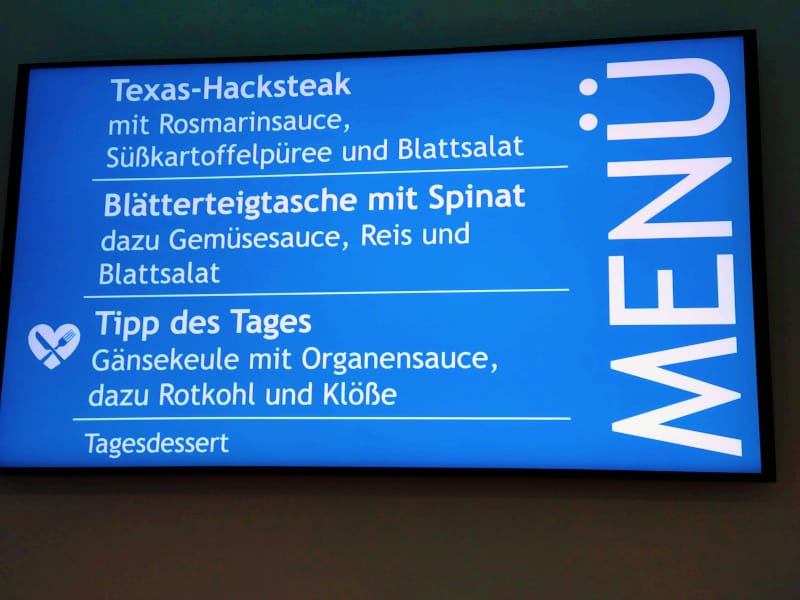 Texas-Hacksteak
mit Rosmarinsauce,
Süßkartoffelpüree und Blattsalat
Blätterteigtasche mit Spinat
dazu Gemüsesauce, Reis und
Blattsalat
Tipp des Tages
Gänsekeule mit Organensauce,
dazu Rotkohl und Klöße
Tagesdessert
MENÜ